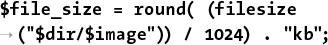 $file_size = round( (filesize
→("$dir/$image")) / 1024) . "kb";